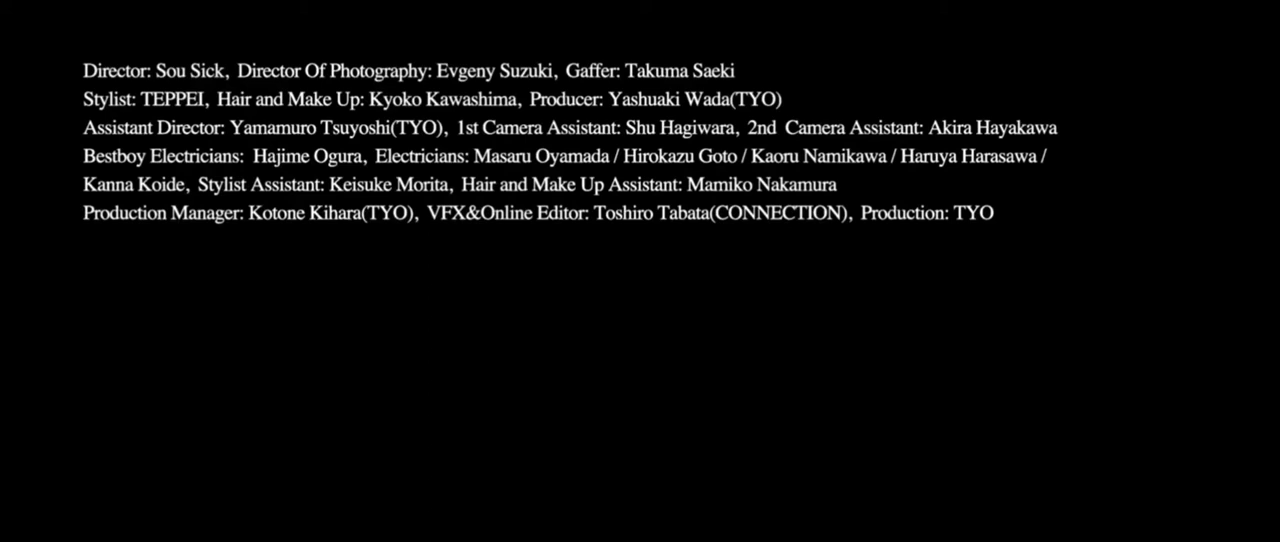 Director: Sou Sick, Director Of Photography: Evgeny Suzuki, Gaffer: Takuma Saeki
Stylist: TEPPEI, Hair and Make Up: Kyoko Kawashima, Producer: Yashuaki Wada(TYO)
Assistant Director: Yamamuro Tsuyoshi(TYO), 1st Camera Assistant: Shu Hagiwara, 2nd Camera Assistant: Akira Hayakawa
Bestboy Electricians: Hajime Ogura, Electricians: Masaru Oyamada / Hirokazu Goto / Kaoru Namikawa / Haruya Harasawa /
Kanna Koide, Stylist Assistant: Keisuke Morita, Hair and Make Up Assistant: Mamiko Nakamura
Production Manager: Kotone Kihara(TYO), VFX&Online Editor: Toshiro Tabata(CONNECTION), Production: TYO